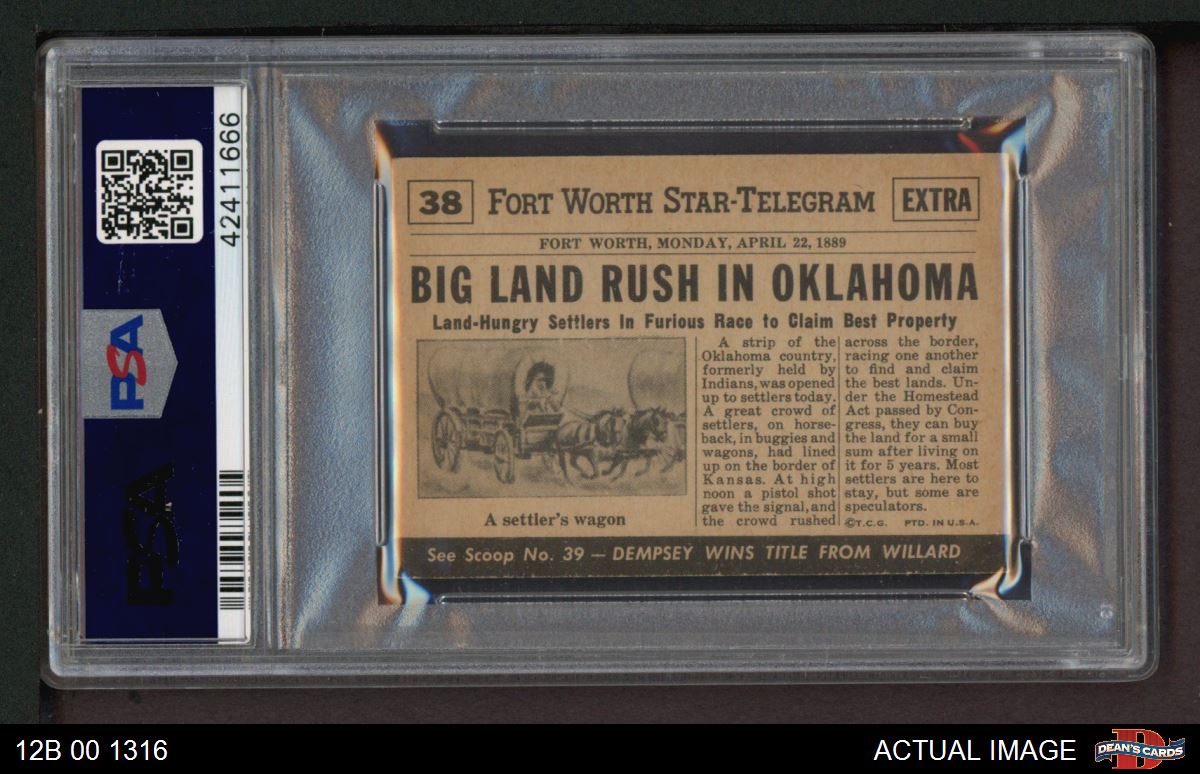 42411666
PSA
PSA
38
FORT WORTH STAR-TELEGRAM
EXTRA
FORT WORTH, MONDAY, APRIL 22, 1889
BIG LAND RUSH IN OKLAHOMA
Land-Hungry Settlers In Furious Race to Claim Best Property
A settler's wagon
A strip of the
Oklahoma country,
formerly held by
Indians, was opened
up to settlers today.
A great crowd of
settlers, on horse-
back, in buggies and
wagons, had lined
up on the border of
Kansas. At high
noon a pistol shot
gave the signal, and
the crowd rushed
across the border,
racing one another
to find and claim
the best lands. Un-
der the Homestead
Act passed by Con-
gress, they can buy
the land for a small
sum after living on
it for 5 years. Most
settlers are here to
stay, but some are
speculators.
©T.C.G. PTD. IN U.S.A.
See Scoop No. 39 — DEMPSEY WINS TITLE FROM WILLARD
12B 00 1316
ACTUAL IMAGE
DEAN'S CARDS